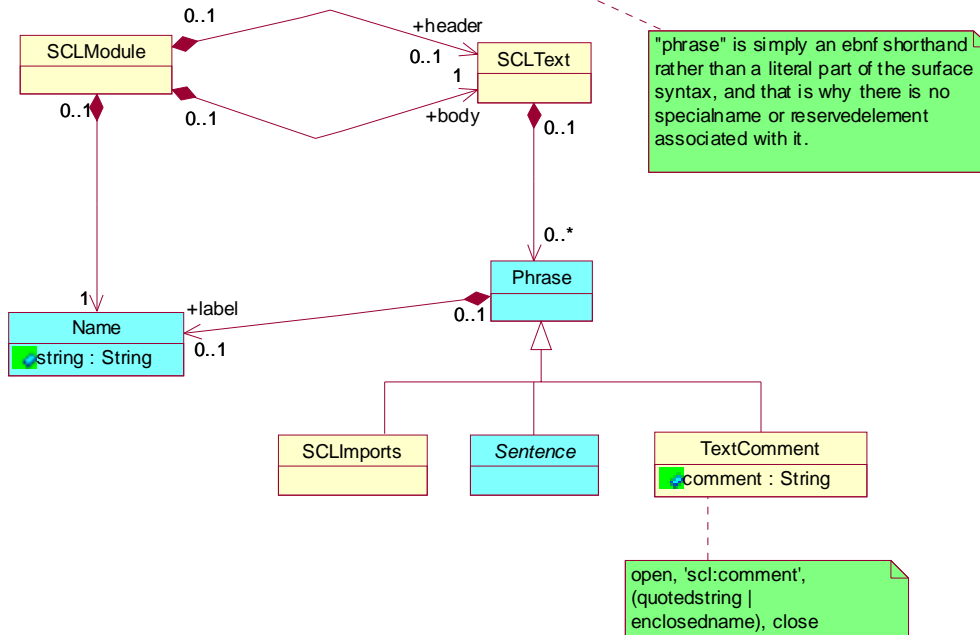 0..1
+header
SCLModule
0..1
SCLText
1
0..1
0..1
+body
0..1
"phrase" is simply an ebnf shorthand
rather than a literal part of the surface
syntax, and that is why there is no
specialname or reservedelement
associated with it.
0..*
Phrase
1
+label
0..1
Name
0..1
string : String
SCLImports
Sentence
TextComment
comment : String
open, 'scl:comment',
(quotedstring |
enclosedname), close